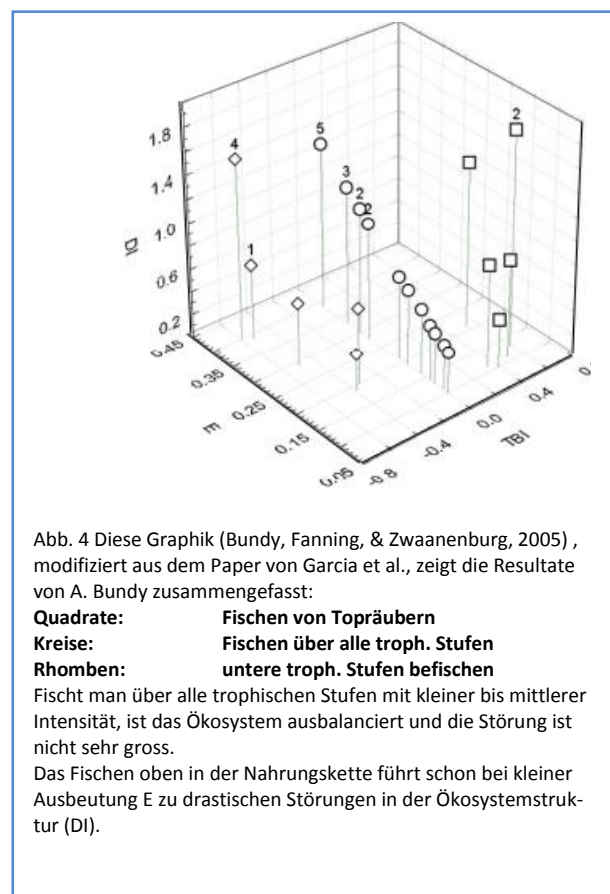 4
5
2
1.8
3
1.4
2
2
1
DI
1.0
0.6
0.2
0.45
0.35
E
0.25
0.15
0.05
-0.8
-0.4
0.0
TBI
0.4
Abb. 4 Diese Graphik (Bundy, Fanning, & Zwaanenburg, 2005) ,
modifiziert aus dem Paper von Garcia et al., zeigt die Resultate
von A. Bundy zusammengefasst:
Quadrate: Fischen von Topräubern
Kreise: Fischen über alle troph. Stufen
Rhomben: untere troph. Stufen befischen
Fischt man über alle trophischen Stufen mit kleiner bis mittlerer
Intensität, ist das Ökosystem ausbalanciert und die Störung ist
nicht sehr gross.
Das Fischen oben in der Nahrungskette führt schon bei kleiner
Ausbeutung E zu drastischen Störungen in der Ökosystemstruk-
tur (DI).